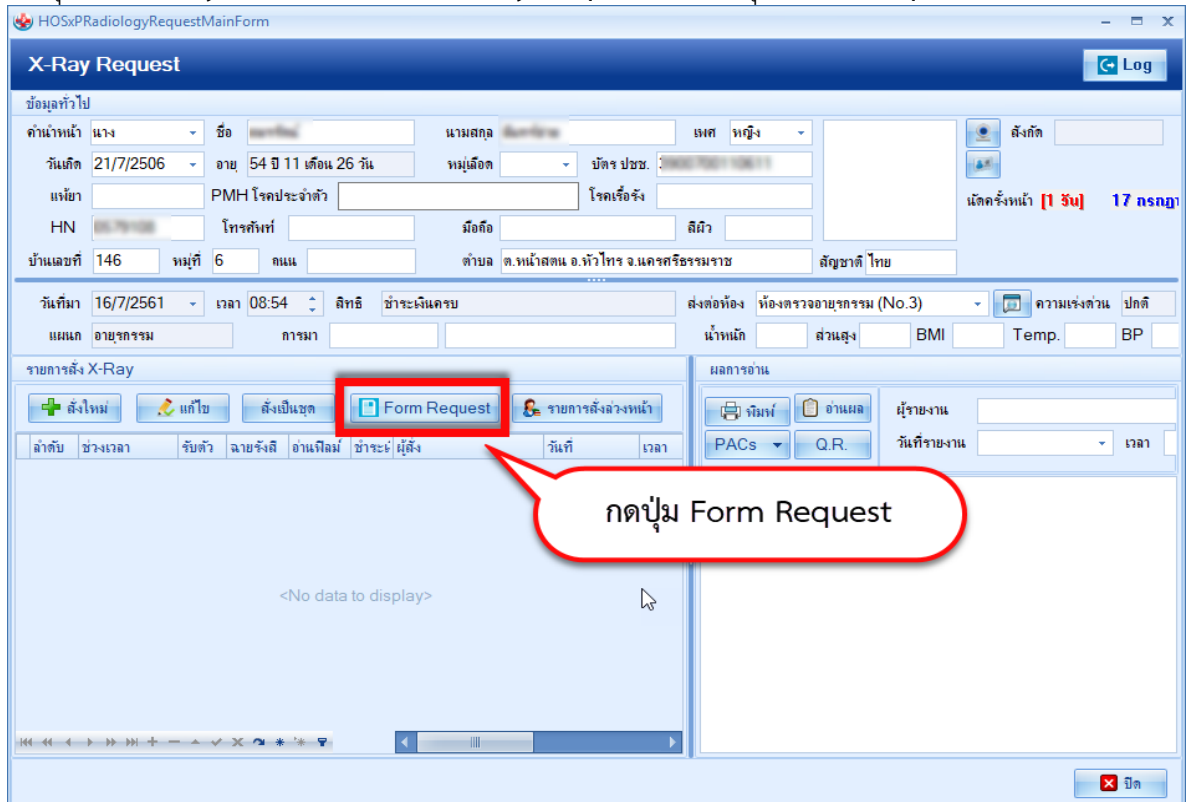 HOSxPRadiologyRequestMainForm
X-Ray Request
Log
ข้อมูลทั่วไป
คำนำหน้า นาง ชื่อ นามสกุล เพศ หญิง สังกัด
วันเกิด 21/7/2506 อายุ 54 ปี 11 เดือน 26 วัน หมู่เลือด บัตร ปชช.
แพ้ยา PMH โรคประจำตัว โรคเรื้อรัง นัดครั้งหน้า [1 วัน] 17 กรกฎา
HN โทรศัพท์ มือถือ สีผิว
บ้านเลขที่ 146 หมู่ที่ 6 ถนน ตำบล ต.หน้าสตน อ.หัวไทร จ.นครศรีธรรมราช สัญชาติ ไทย
วันที่มา 16/7/2561 เวลา 08:54 สิทธิ ชำระเงินครบ ส่งต่อห้อง ห้องตรวจอายุรกรรม (No.3) ความเร่งด่วน ปกติ
แผนก อายุรกรรม การมา น้ำหนัก ส่วนสูง BMI Temp. BP
รายการสั่ง X-Ray
สั่งใหม่ แก้ไข สั่งเป็นชุด Form Request รายการสั่งล่วงหน้า
ลำดับ ช่วงเวลา รับตัว ฉายรังสี อ่านฟิลม์ ชำระเ ผู้สั่ง วันที่ เวลา
<No data to display>
ผลการอ่าน
พิมพ์ อ่านผล ผู้รายงาน
PACs Q.R. วันที่รายงาน เวลา
กดปุ่ม Form Request
ปิด